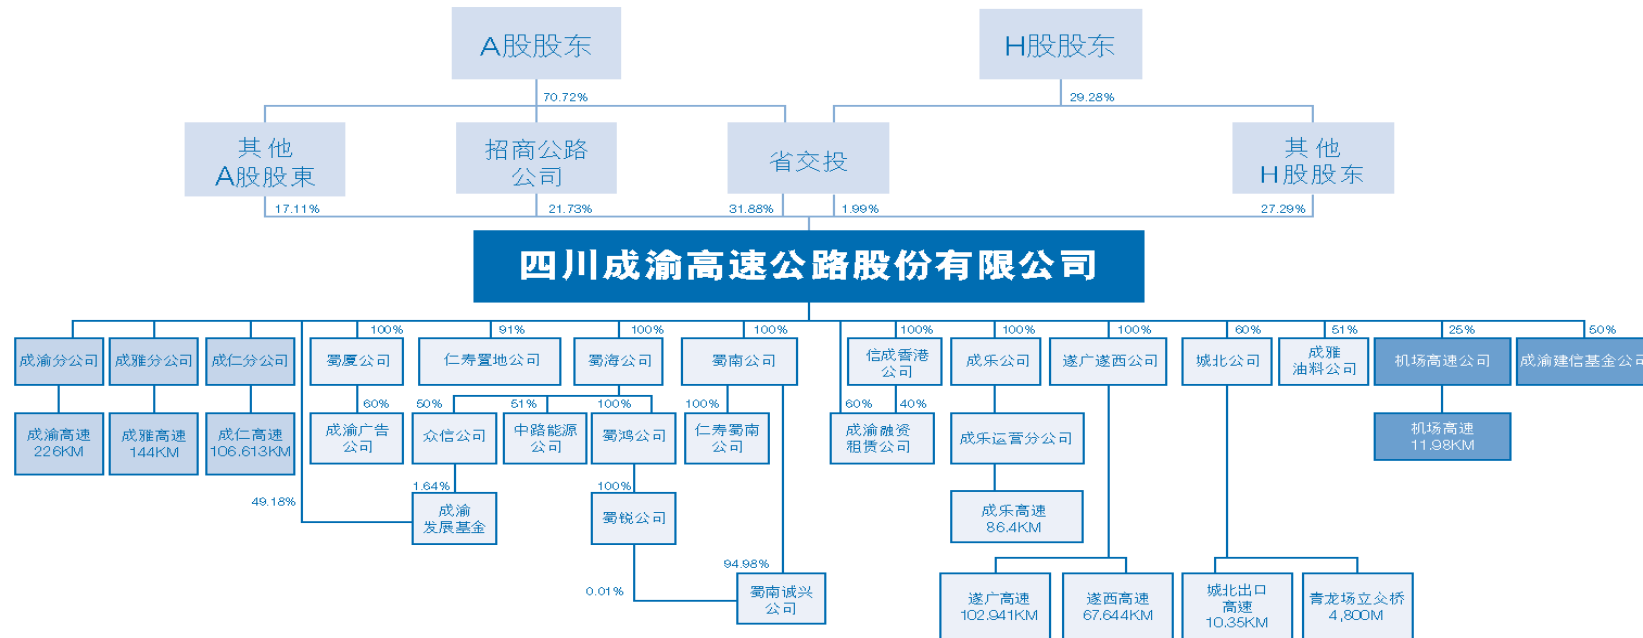 A股股东
H股股东
70.72%
29.28%
其他
A股股東
招商公路
公司
省交投
其他
H股股东
17.11%
21.73%
31.88%
1.99%
27.29%
四川成渝高速公路股份有限公司
100%
91%
100%
100%
100%
100%
100%
60%
51%
25%
50%
成渝分公司
成雅分公司
成仁分公司
蜀厦公司
仁寿置地公司
蜀海公司
蜀南公司
信成香港
公司
成乐公司
遂广遂西公司
城北公司
成雅
油料公司
机场高速公司
成渝建信基金公司
60%
50%
51%
100%
100%
60%
40%
成渝高速
226KM
成雅高速
144KM
成仁高速
106.613KM
成渝广告
公司
众信公司
中路能源
公司
蜀鸿公司
仁寿蜀南
公司
成渝融资
租赁公司
成乐运营分公司
机场高速
11.98KM
49.18%
1.64%
100%
成渝
发展基金
蜀锐公司
成乐高速
86.4KM
94.98%
0.01%
蜀南诚兴
公司
遂广高速
102.941KM
遂西高速
67.644KM
城北出口
高速
10.35KM
青龙场立交桥
4,800M